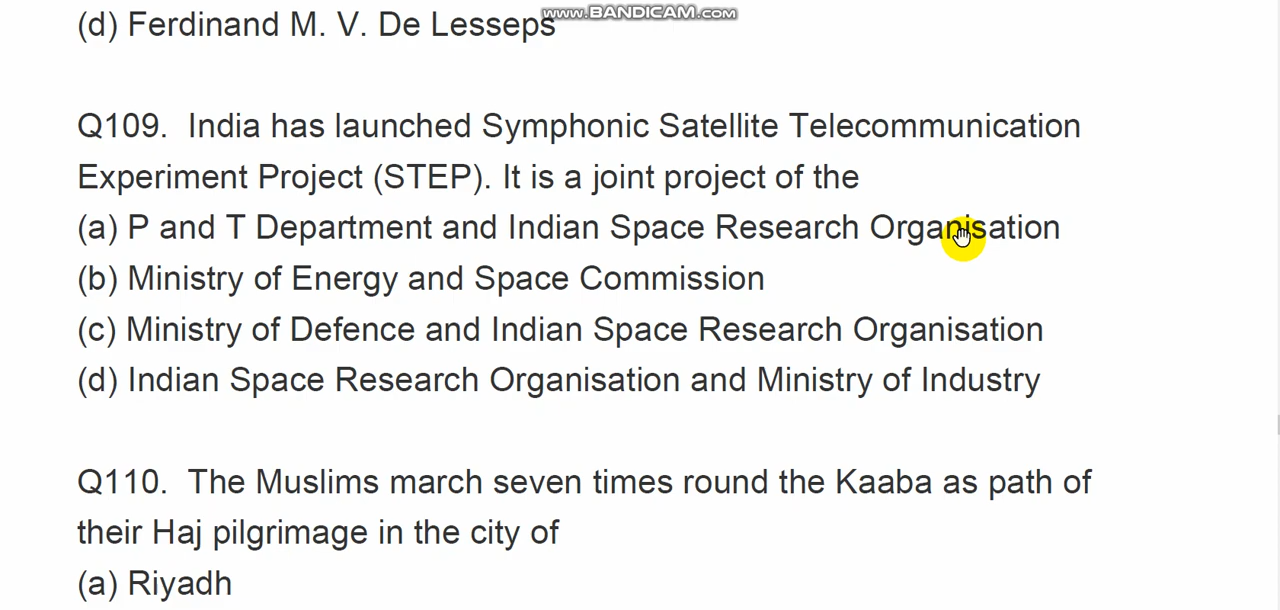 www.BANDICAM.com
(d) Ferdinand M. V. De Lesseps
Q109. India has launched Symphonic Satellite Telecommunication
Experiment Project (STEP). It is a joint project of the
(a) P and T Department and Indian Space Research Organisation
(b) Ministry of Energy and Space Commission
(c) Ministry of Defence and Indian Space Research Organisation
(d) Indian Space Research Organisation and Ministry of Industry
Q110. The Muslims march seven times round the Kaaba as path of
their Haj pilgrimage in the city of
(a) Riyadh